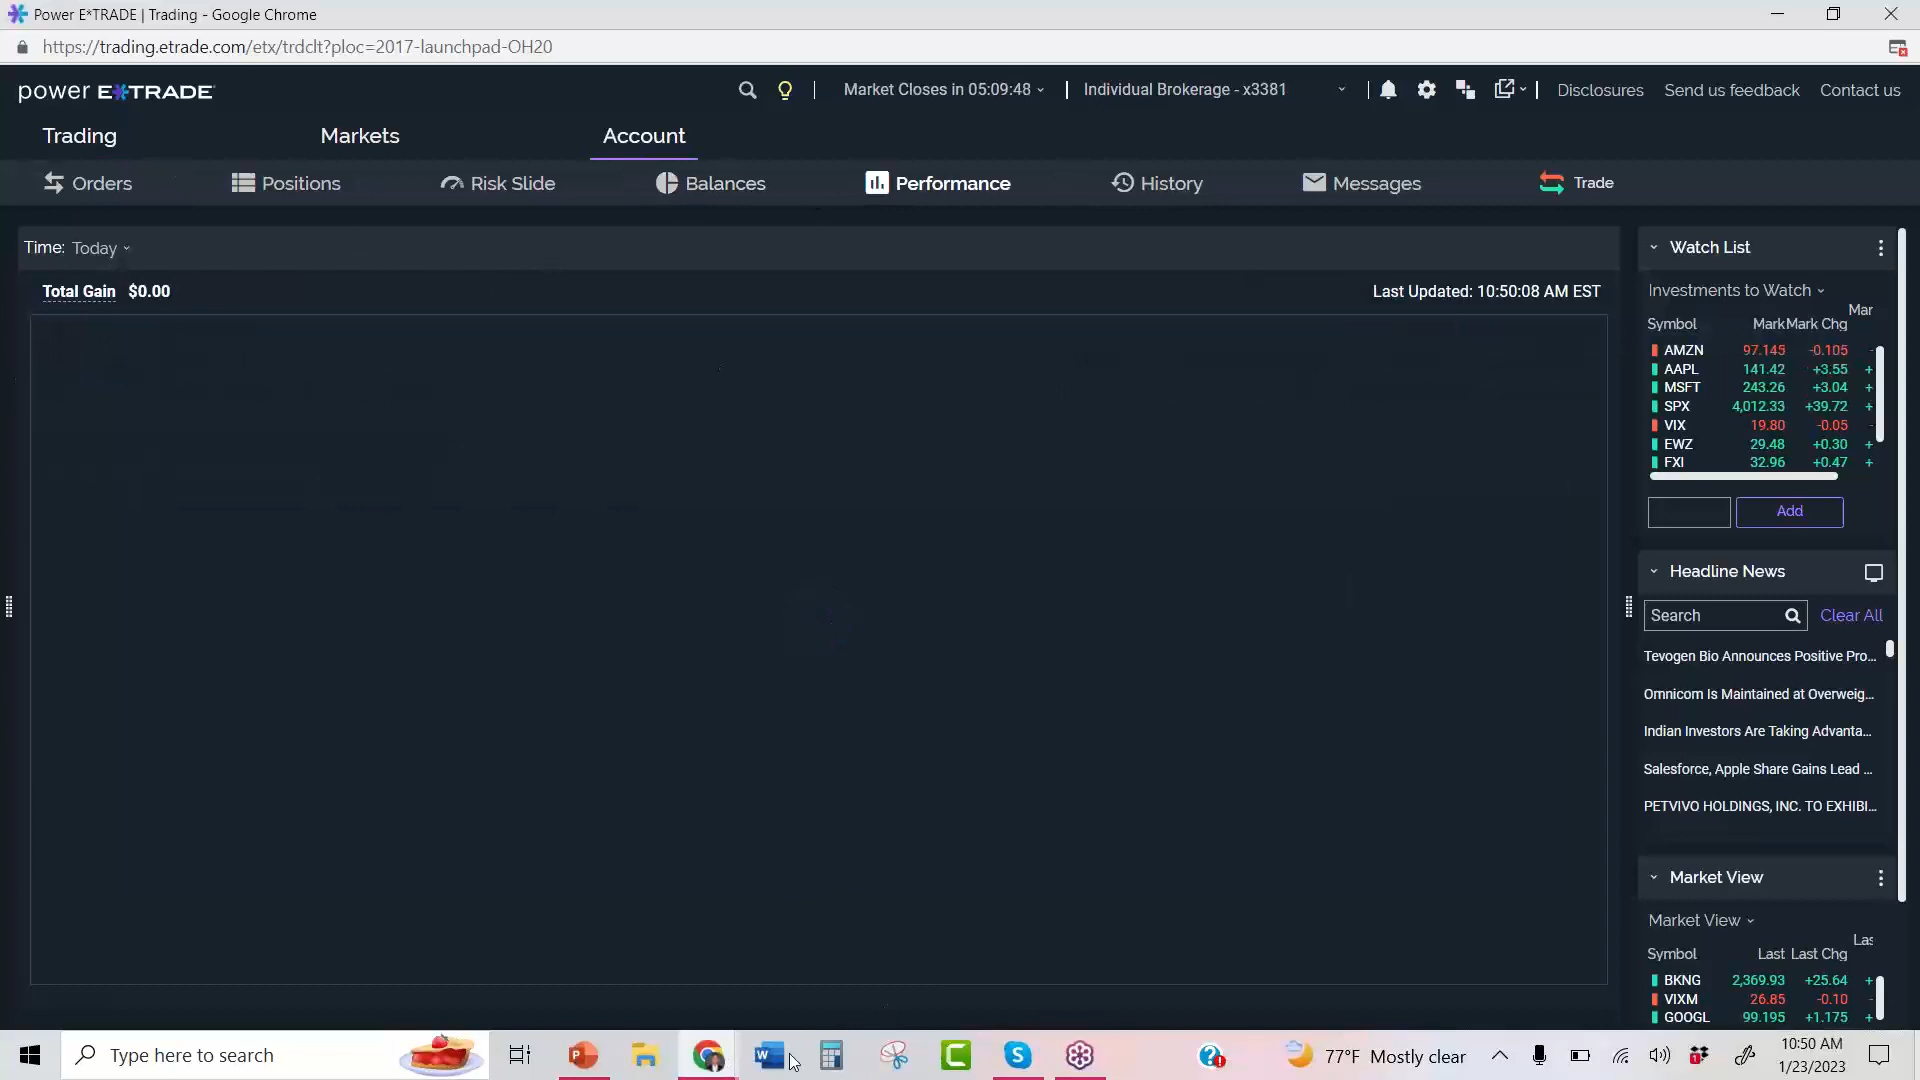 Power E*TRADE | Trading - Google Chrome
https://trading.etrade.com/etx/trdclt?ploc=2017-launchpad-OH20
power E*TRADE
Market Closes in 05:09:48
Individual Brokerage - x3381
Disclosures
Send us feedback
Contact us
Trading
Markets
Account
Orders
Positions
Risk Slide
Balances
Performance
History
Messages
Trade
Time: Today
Total Gain $0.00
Last Updated: 10:50:08 AM EST
Watch List
Investments to Watch
Mar
Symbol Mark Mark Chg
AMZN 97.145 -0.105 -
AAPL 141.42 +3.55 +
MSFT 243.26 +3.04 +
SPX 4,012.33 +39.72 +
VIX 19.80 -0.05 -
EWZ 29.48 +0.30 +
FXI 32.96 +0.47 +
Add
Headline News
Search
Clear All
Tevogen Bio Announces Positive Pro...
Omnicom Is Maintained at Overweig...
Indian Investors Are Taking Advanta...
Salesforce, Apple Share Gains Lead ...
PETVIVO HOLDINGS, INC. TO EXHIBI...
Market View
Market View
Las
Symbol Last Last Chg
BKNG 2,369.93 +25.64 +
VIXM 26.85 -0.10 -
GOOGL 99.195 +1.175 +
Type here to search
77°F Mostly clear
10:50 AM
1/23/2023